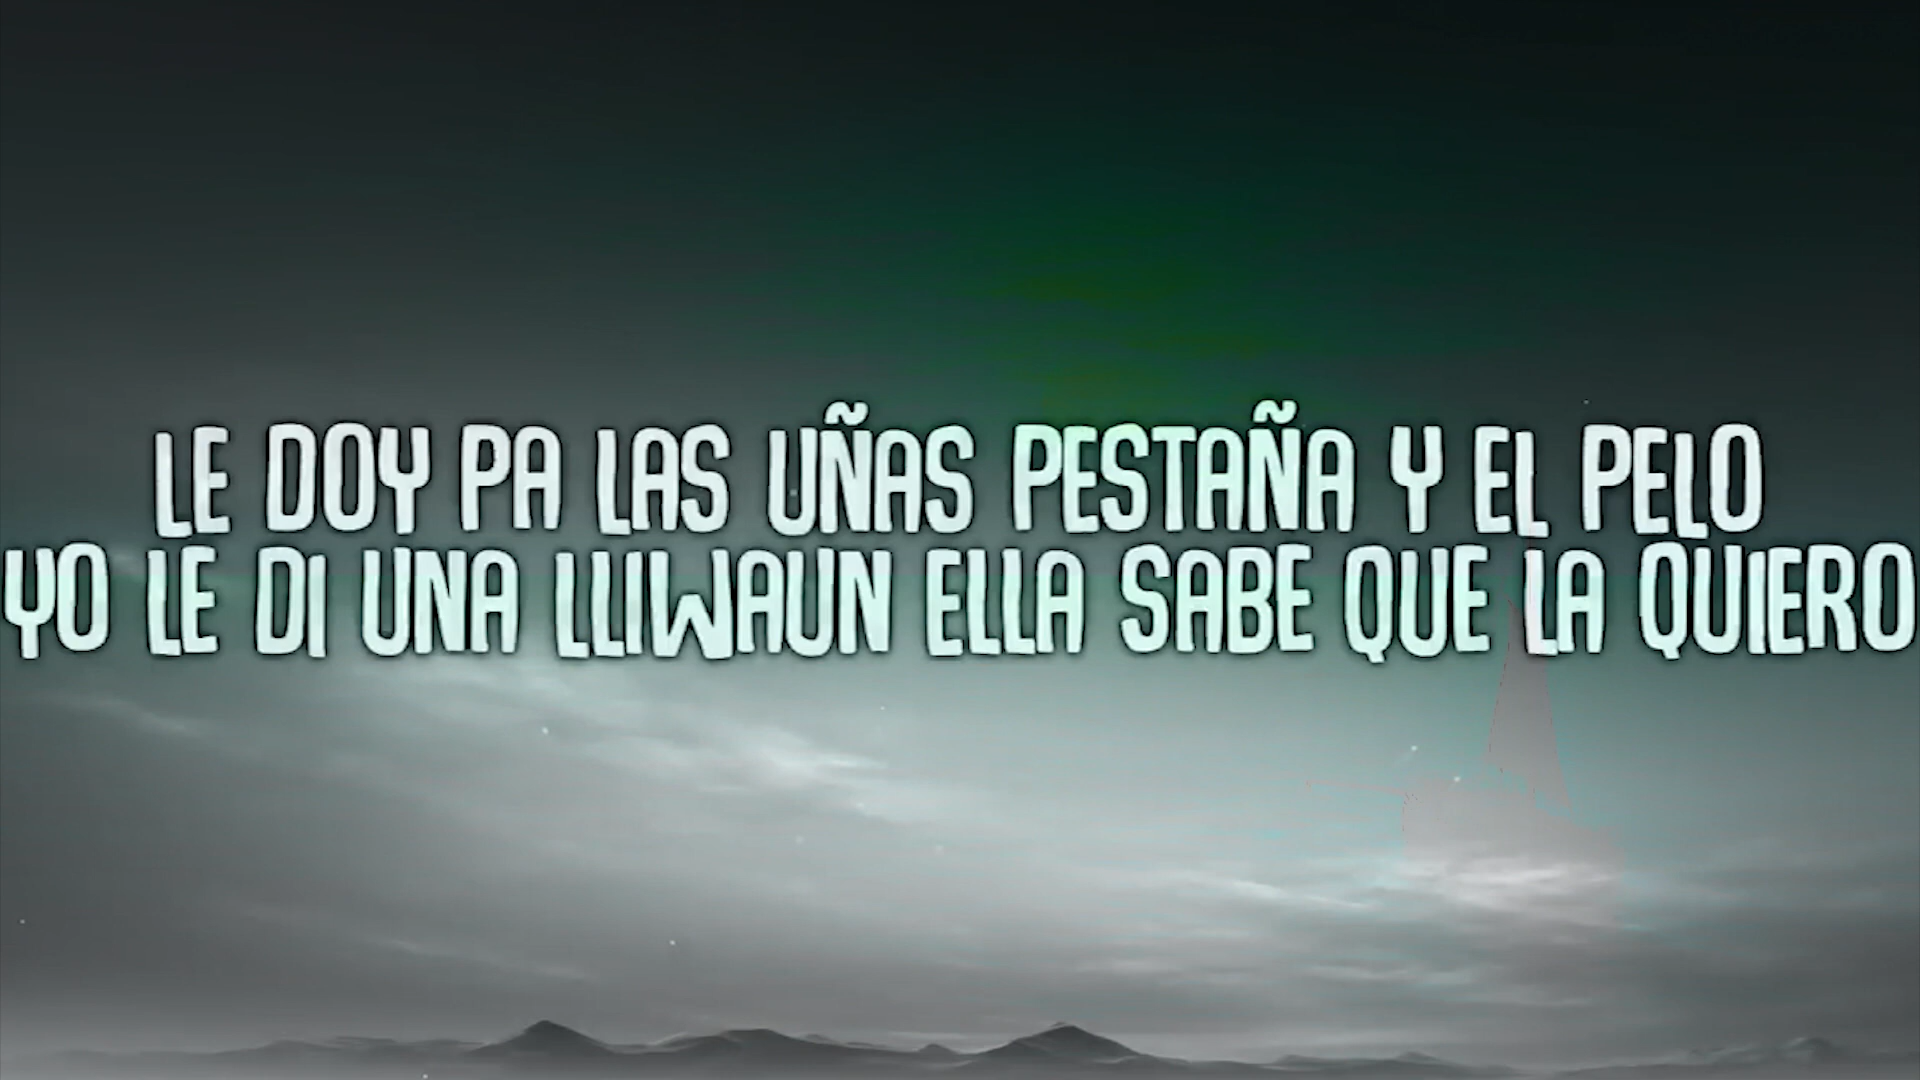 LE DOY PA LAS UÑAS PESTAÑA Y EL PELO
YO LE DI UNA LLIWAUN ELLA SABE QUE LA QUIERO